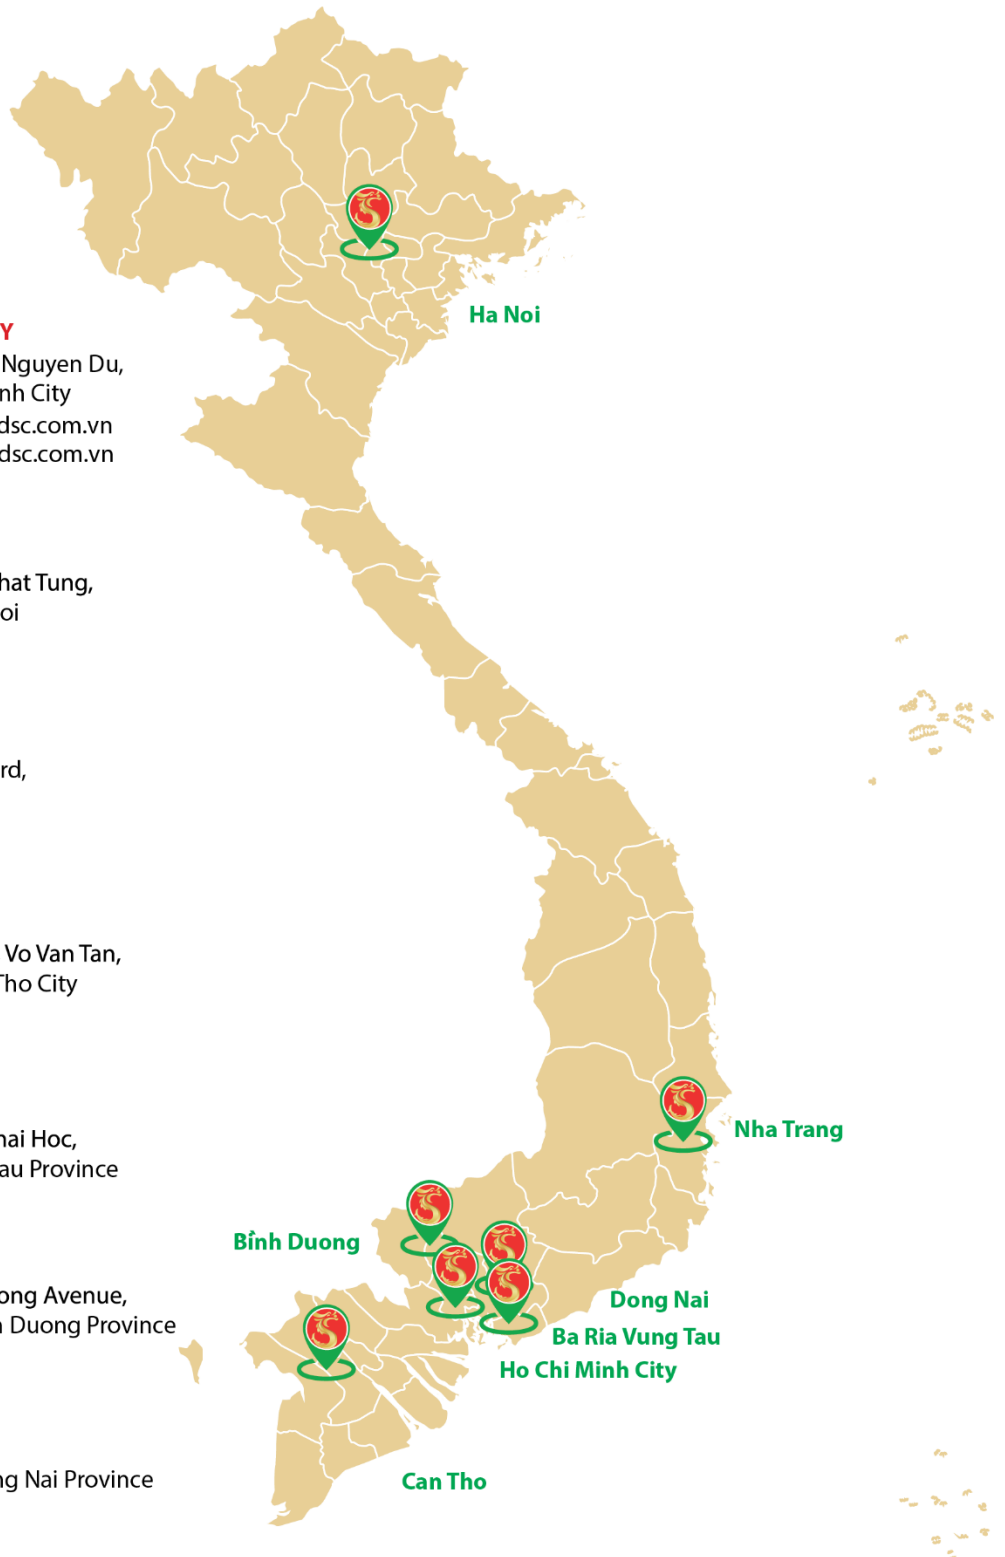 Ha Noi
Y
Nguyen Du,
nh City
dsc.com.vn
dsc.com.vn
hat Tung,
oi
rd,
Vo Van Tan,
Tho City
Nha Trang
hai Hoc,
au Province
Bình Duong
ong Avenue,
Dong Nai
n Duong Province
Ba Ria Vung Tau
Ho Chi Minh City
ng Nai Province
Can Tho